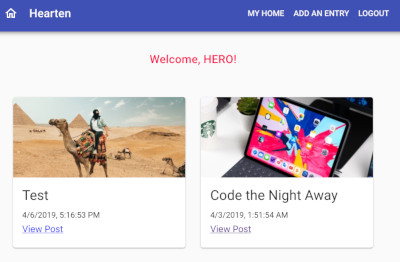 Hearten MY HOME ADD AN ENTRY LOGOUT
Welcome, HERO!
Test
4/6/2019, 5:16:53 PM
View Post
Code the Night Away
4/3/2019, 1:51:54 AM
View Post